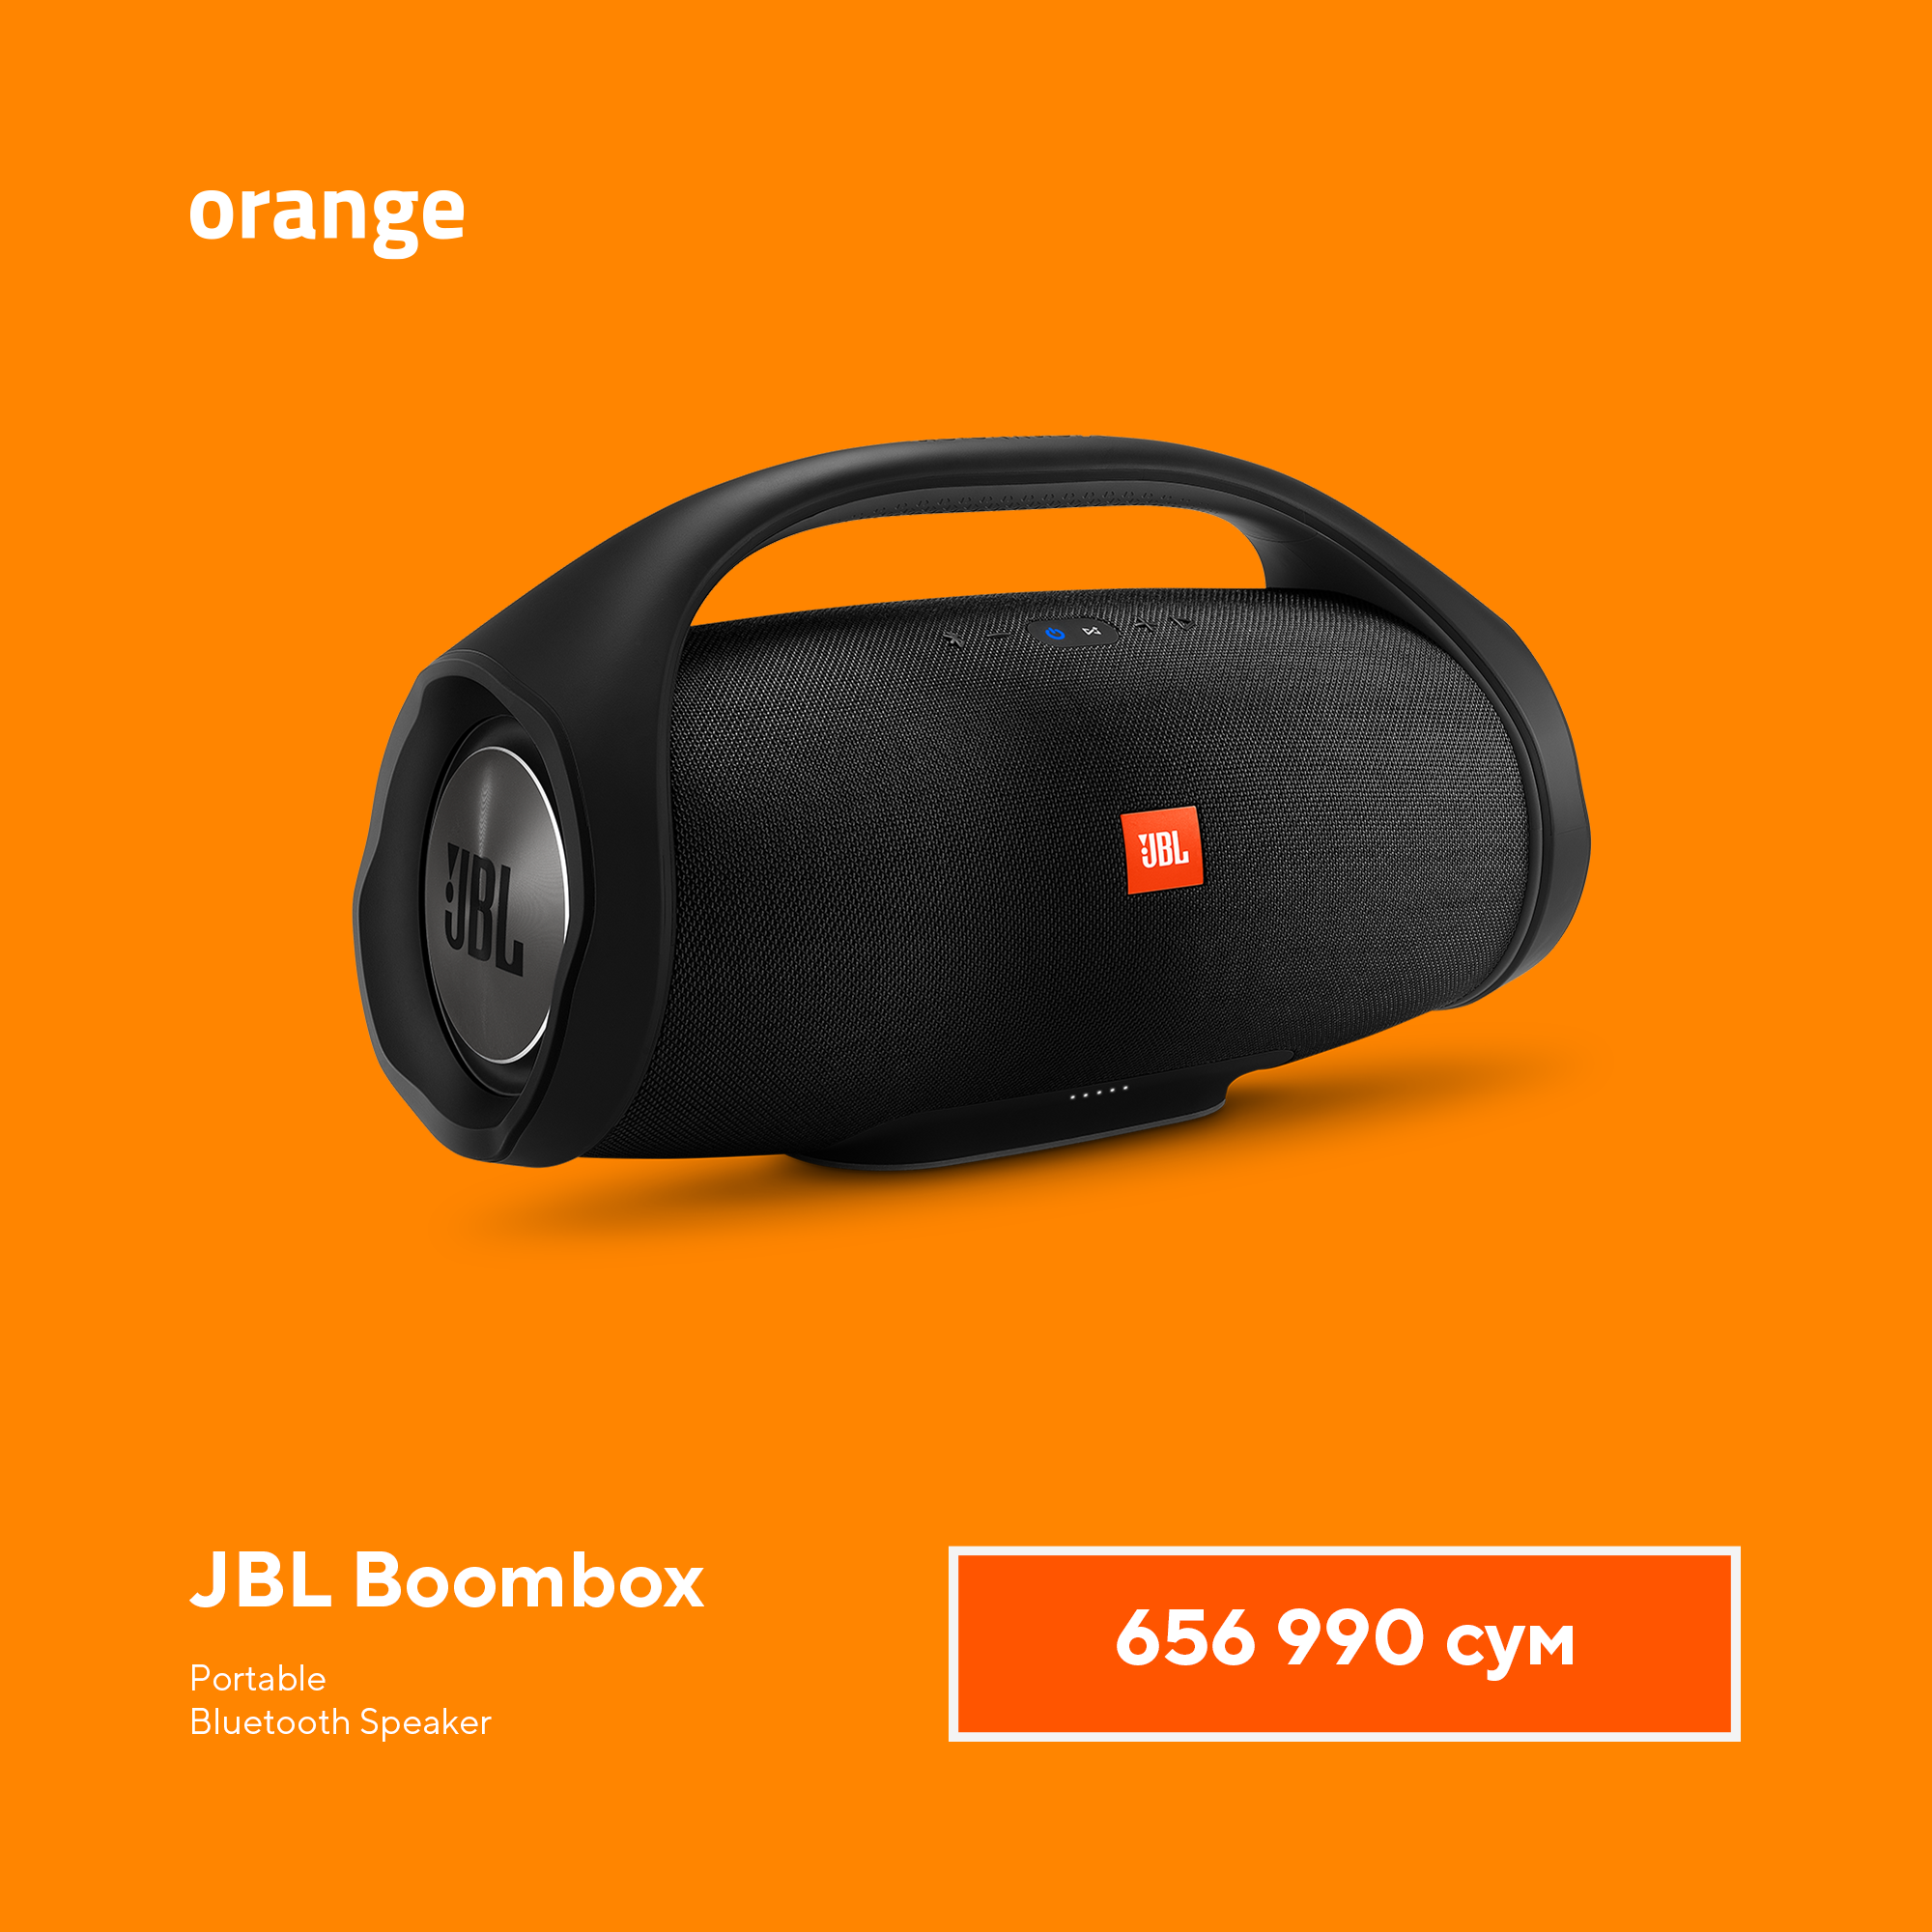 orange
JBL
JBL
JBL Boombox
Portable
Bluetooth Speaker
656 990 сум